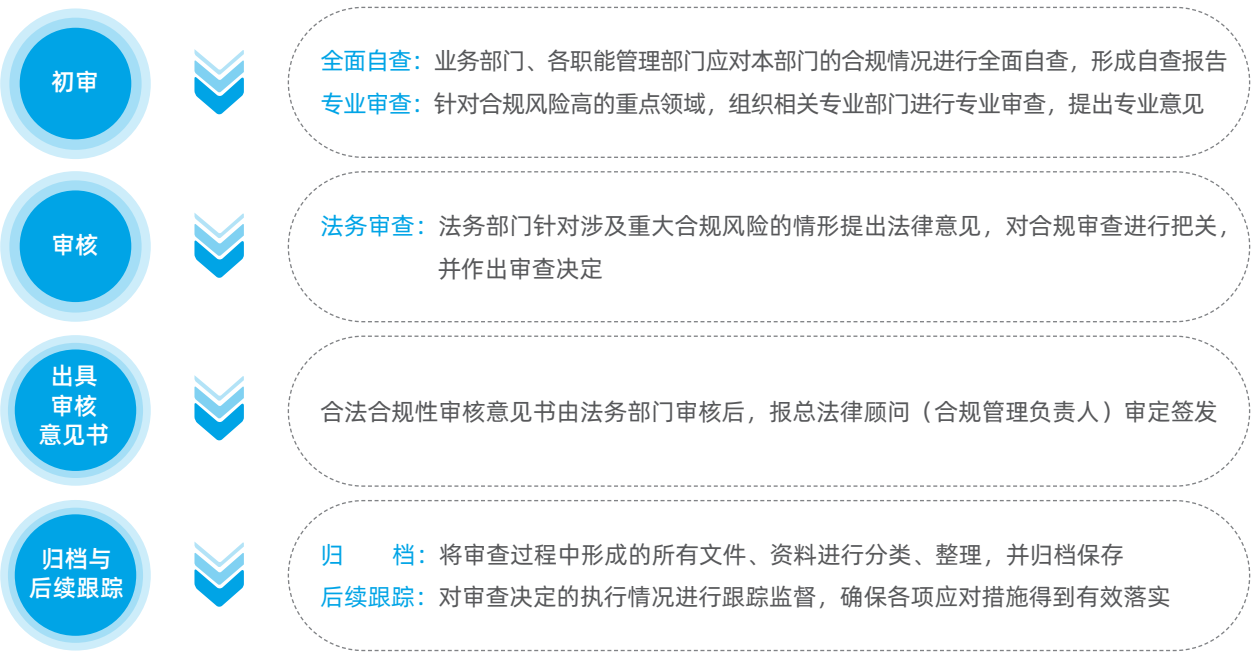 初审
全面自查：业务部门、各职能管理部门应对本部门的合规情况进行全面自查，形成自查报告
专业审查：针对合规风险高的重点领域，组织相关专业部门进行专业审查，提出专业意见
审核
法务审查：法务部门针对涉及重大合规风险的情形提出法律意见，对合规审查进行把关，
并作出审查决定
出具
审核
意见书
合法合规性审核意见书由法务部门审核后，报总法律顾问（合规管理负责人）审定签发
归档与
后续跟踪
归　　档：将审查过程中形成的所有文件、资料进行分类、整理，并归档保存
后续跟踪：对审查决定的执行情况进行跟踪监督，确保各项应对措施得到有效落实